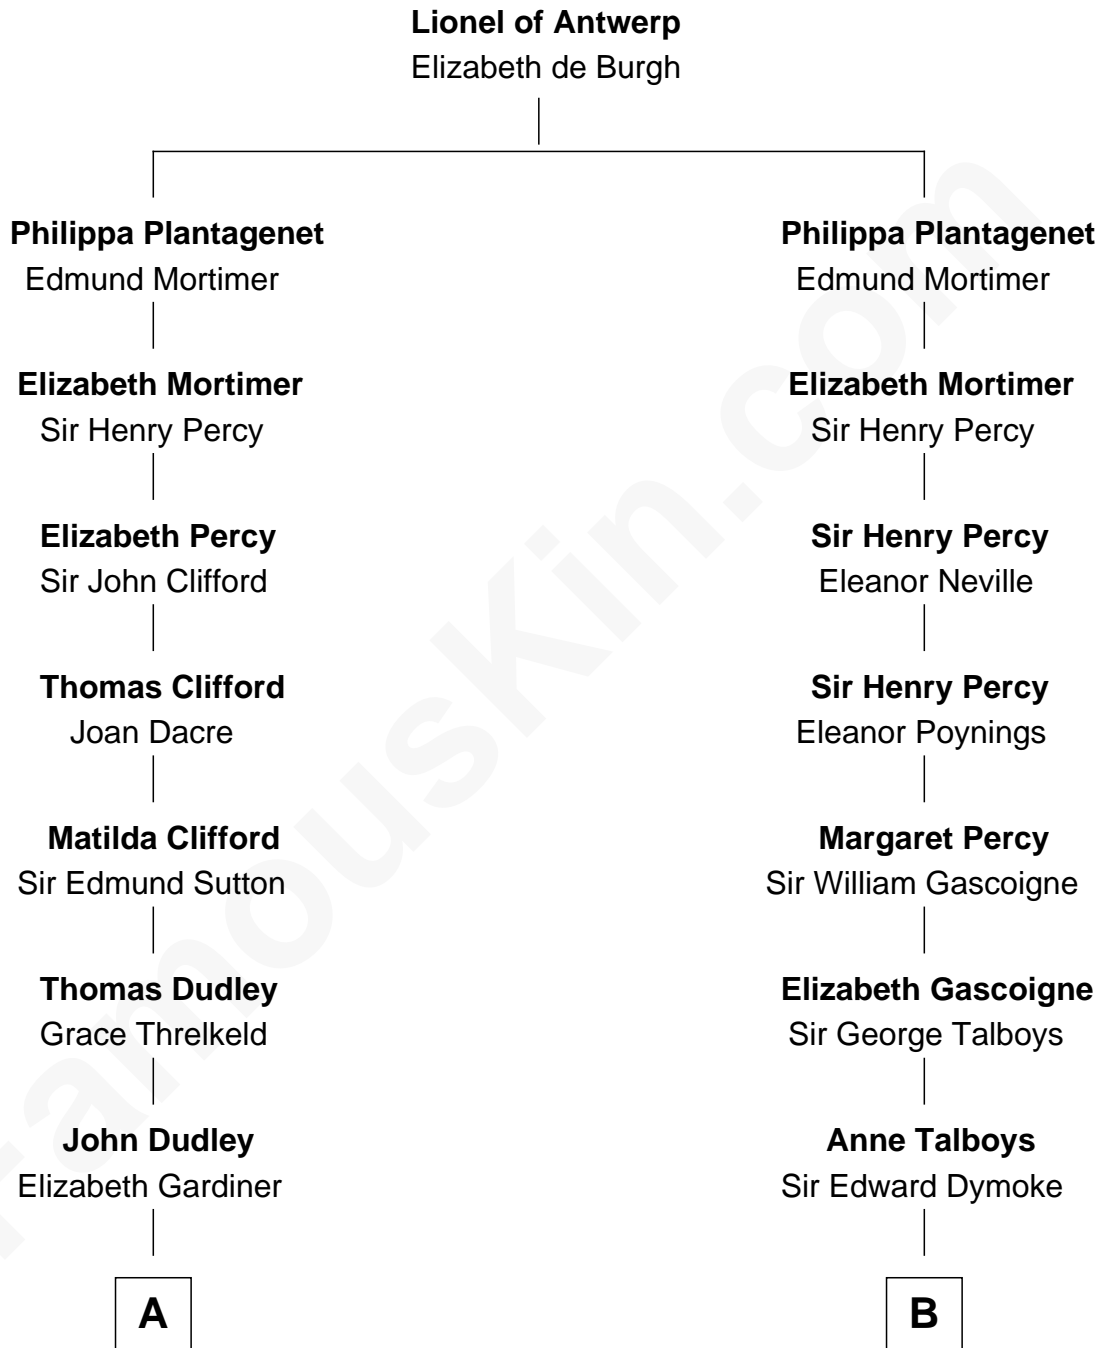 Lionel of Antwerp
Elizabeth de Burgh
Philippa Plantagenet
Edmund Mortimer
Elizabeth Mortimer
Sir Henry Percy
Elizabeth Percy
Sir John Clifford
Thomas Clifford
Joan Dacre
Matilda Clifford
Sir Edmund Sutton
Thomas Dudley
Grace Threlkeld
John Dudley
Elizabeth Gardiner
A
Philippa Plantagenet
Edmund Mortimer
Elizabeth Mortimer
Sir Henry Percy
Sir Henry Percy
Eleanor Neville
Sir Henry Percy
Eleanor Poynings
Margaret Percy
Sir William Gascoigne
Elizabeth Gascoigne
Sir George Talboys
Anne Talboys
Sir Edward Dymoke
B
FamousKin.com